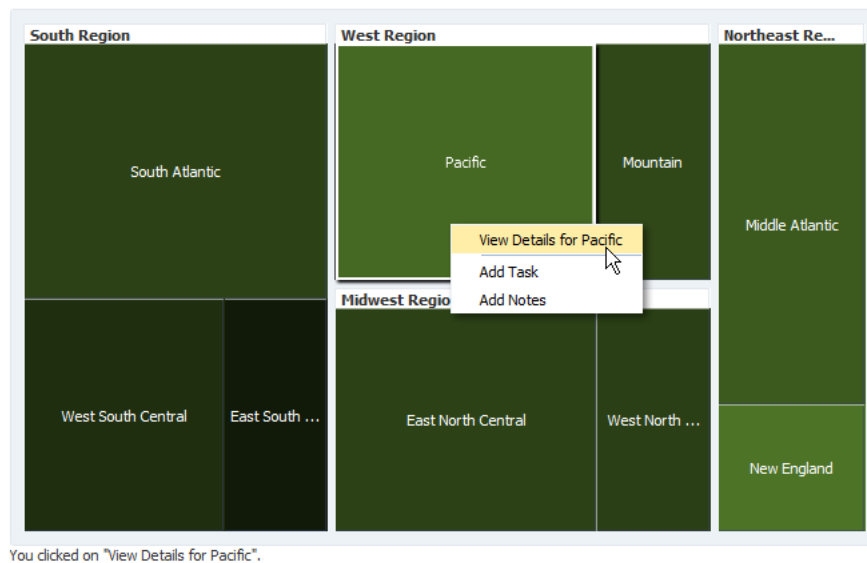 South Region
West Region
Northeast Re...
South Atlantic
Pacific
Mountain
Middle Atlantic
View Details for Pacific
Add Task
Add Notes
Midwest Regio
West South Central
East South ...
East North Central
West North ...
New England
You clicked on "View Details for Pacific".